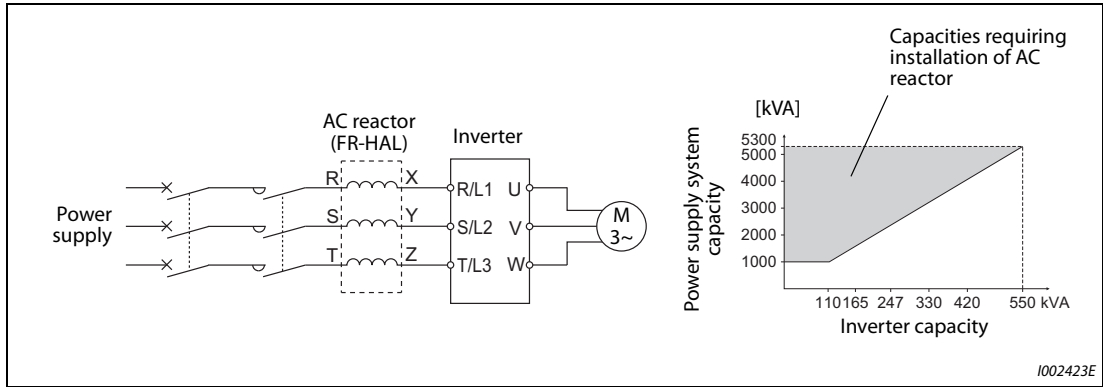 Capacities requiring
installation of AC
reactor
AC reactor
(FR-HAL)
Inverter
Power
supply
R X
S Y
T Z
R/L1 U
S/L2 V
T/L3 W
M
3~
[kVA]
Power supply system
capacity
5300
5000
4000
3000
2000
1000
110 165 247 330 420 550 kVA
Inverter capacity
I002423E